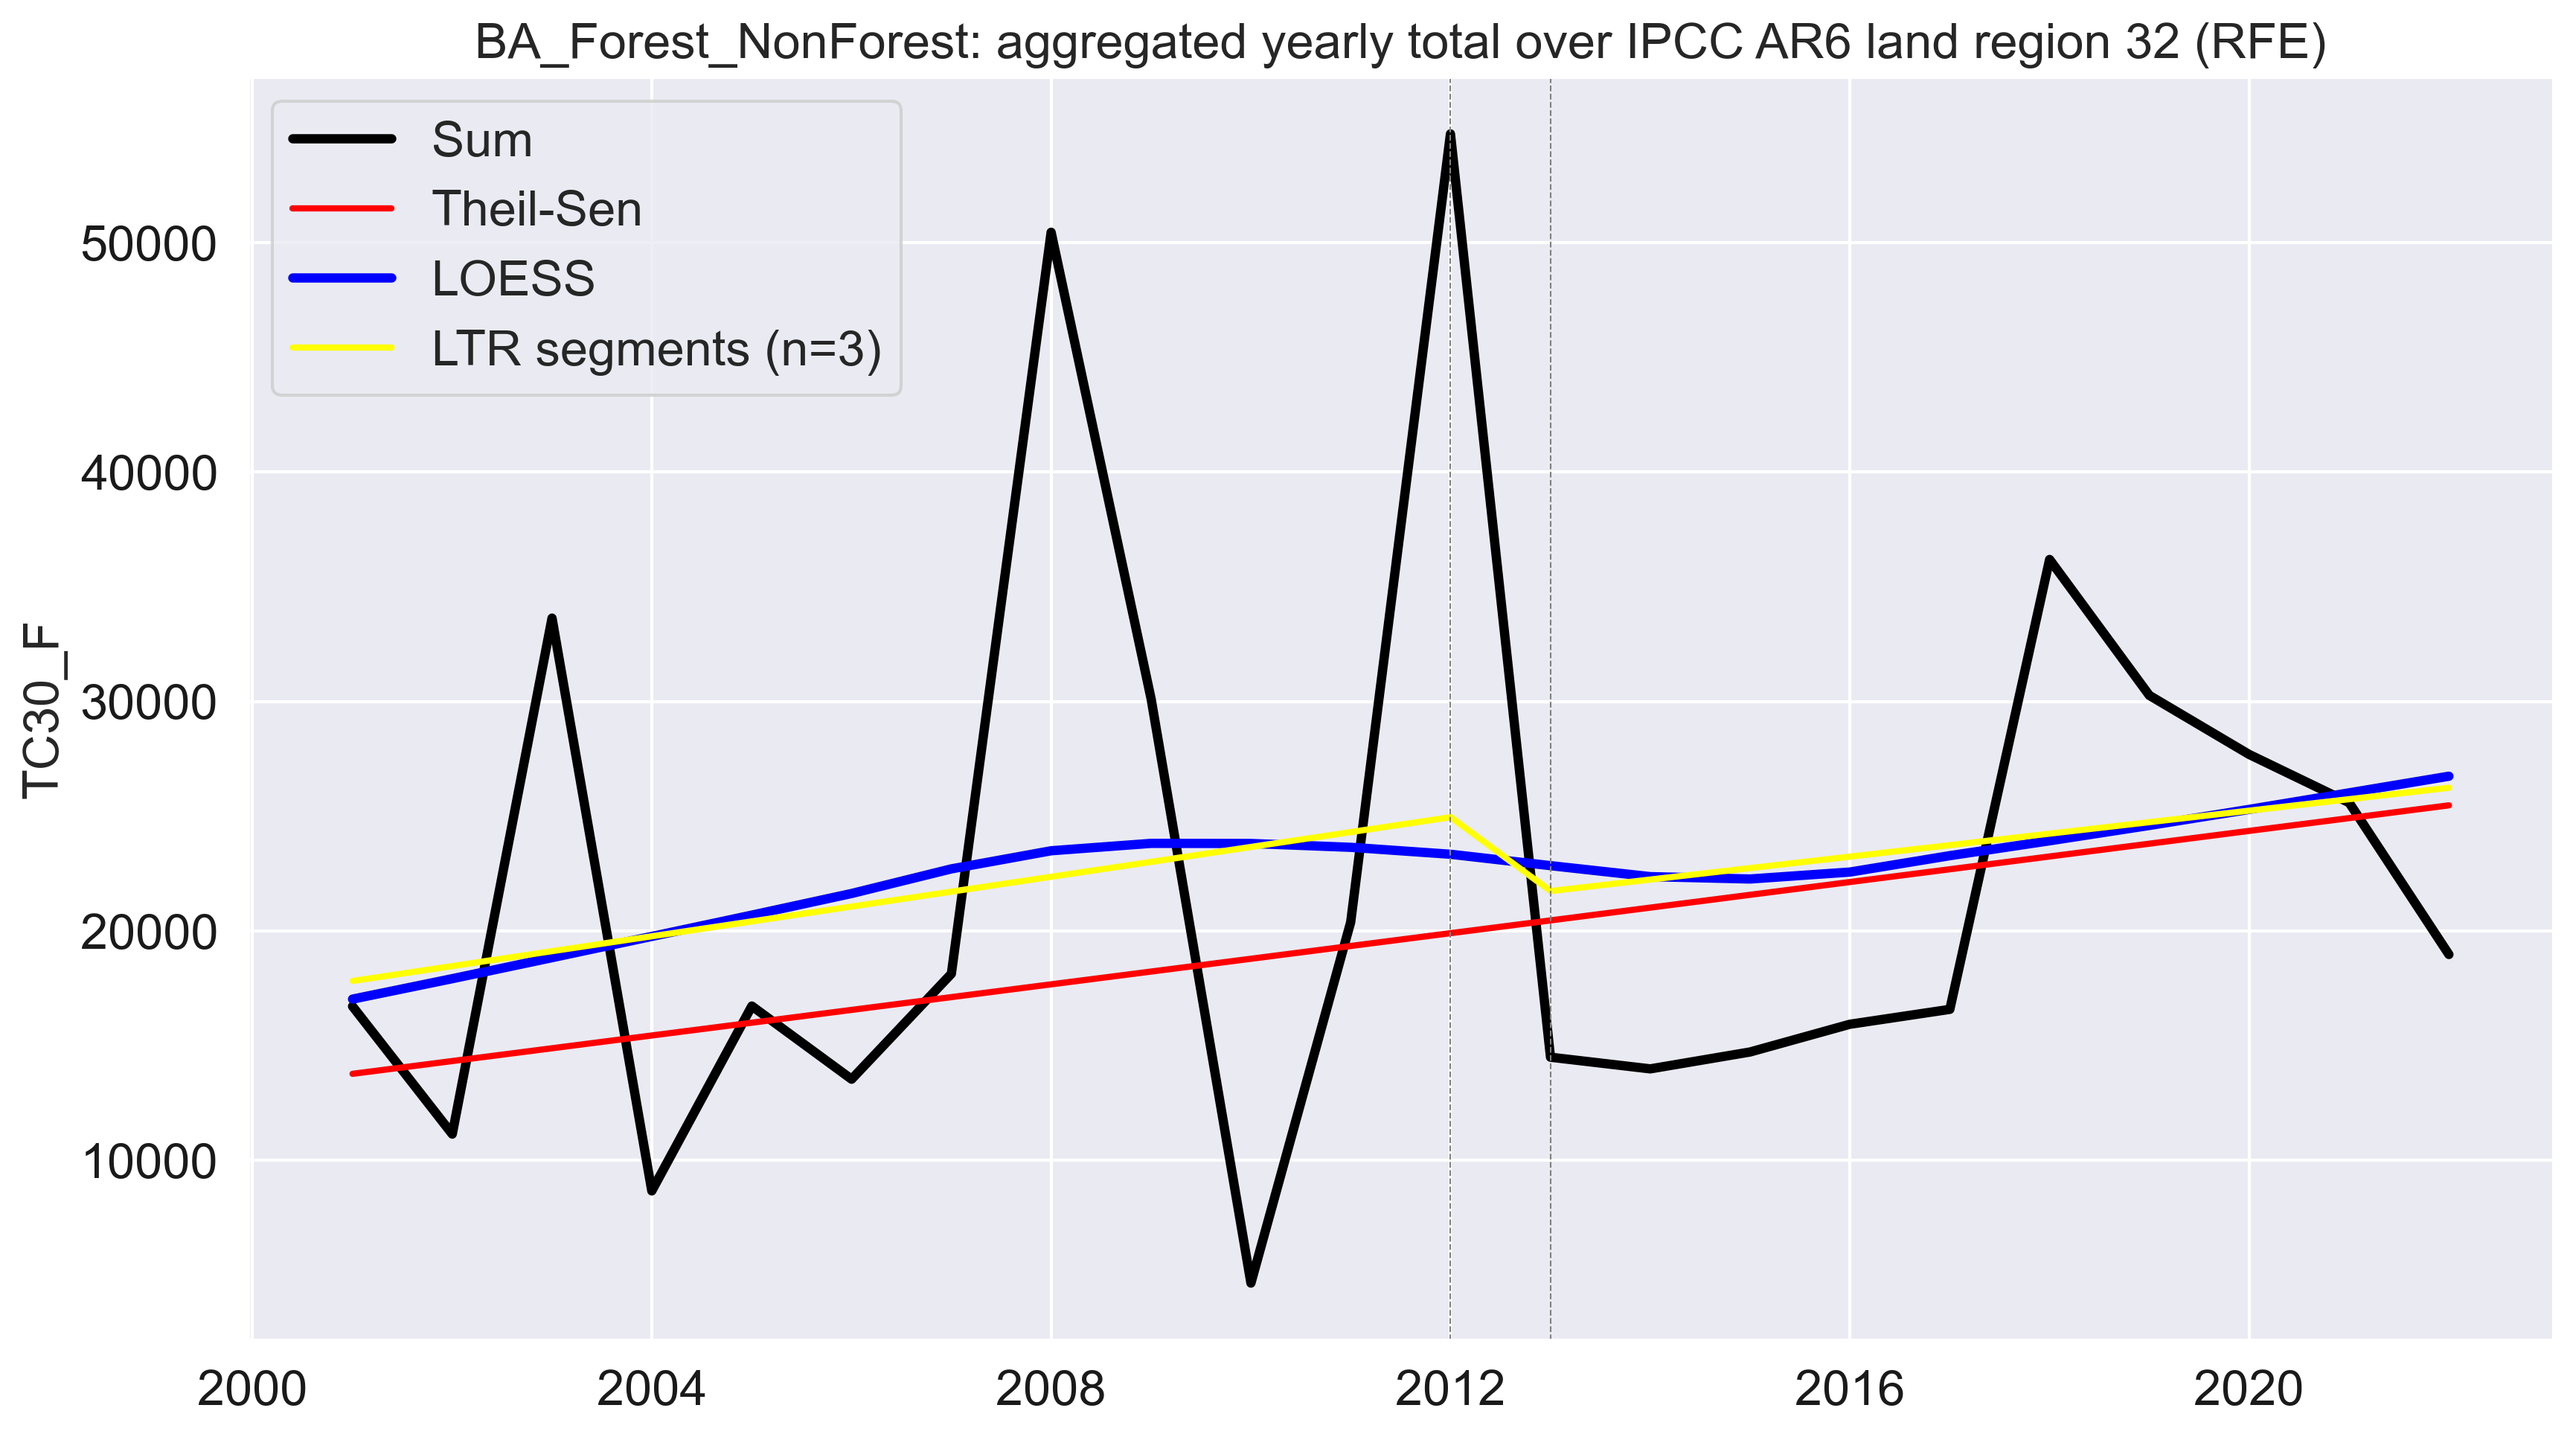 BA_Forest_NonForest: aggregated yearly total over IPCC AR6 land region 32 (RFE)
Sum
Theil-Sen
LOESS
LTR segments (n=3)
TC30_F
50000
40000
30000
20000
10000
2000 2004 2008 2012 2016 2020